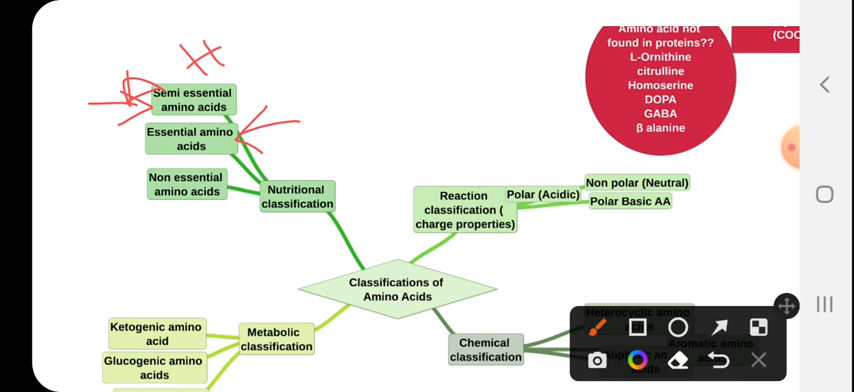 Amino acid not
found in proteins??
L-Ornithine
citrulline
Homoserine
DOPA
GABA
β alanine
(COO
Semi essential
amino acids
Essential amino
acids
Non essential
amino acids
Nutritional
classification
Reaction
classification (
charge properties)
Polar (Acidic)
Non polar (Neutral)
Polar Basic AA
Classifications of
Amino Acids
Ketogenic amino
acid
Glucogenic amino
acids
Metabolic
classification
Chemical
classification
Heterocyclic amino
Aromatic amino